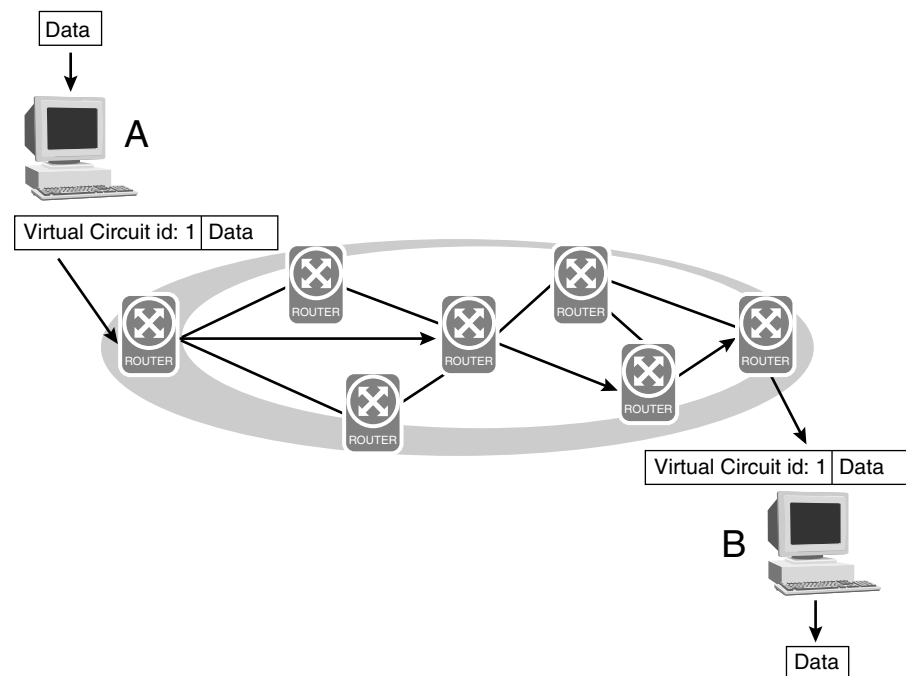 Data
A
Virtual Circuit id: 1 Data
ROUTER
ROUTER
ROUTER
ROUTER
ROUTER
ROUTER
ROUTER
Virtual Circuit id: 1 Data
B
Data